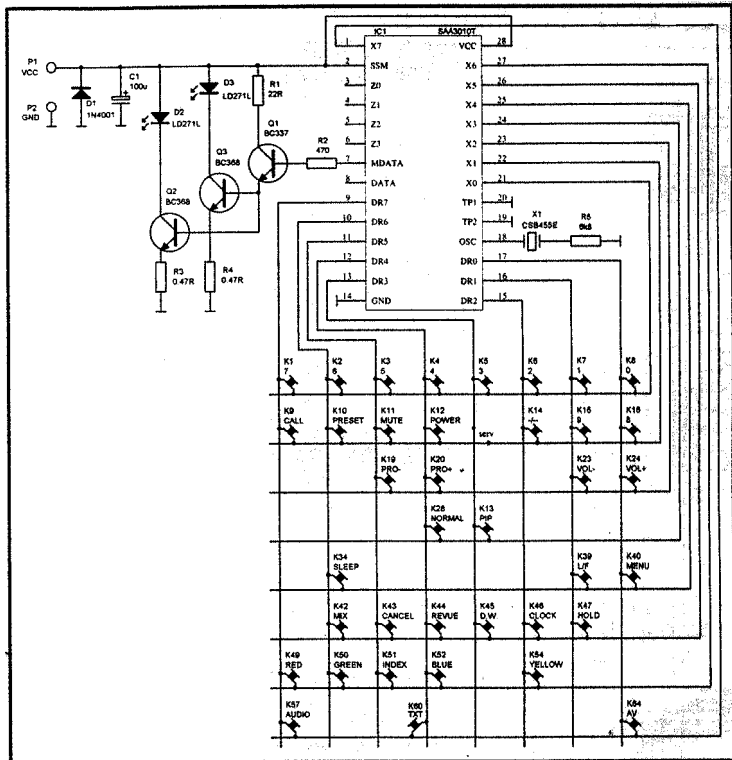 IC1 SAA3010T
1 X7 VCC 28
2 SSM X6 27
3 Z0 X5 26
4 Z1 X4 25
5 Z2 X3 24
6 Z3 X2 23
7 MDATA X1 22
8 DATA X0 21
9 DR7 TP1 20
10 DR6 TP2 19
11 DR5 OSC 18
12 DR4 DR0 17
13 DR3 DR1 16
14 GND DR2 15
P1
VCC
P2
GND
D1
1N4001
C1
100u
D2
LD271L
D3
LD271L
R1
22R
Q1
BC337
R2
470
Q3
BC368
Q2
BC368
R3
0.47R
R4
0.47R
X1
CSB455E
R5
6k8
K1 K2 K3 K4 K5 K6 K7 K8
7 6 5 4 3 2 1 0
K9 K10 K11 K12 K14 K15 K16
CALL PRESET MUTE POWER serv -/-- 9 8
K19 K20 K23 K24
PRO- PRO+ VOL- VOL+
K28 K13
NORMAL PIP
K34 K39 K40
SLEEP L/F MENU
K42 K43 K44 K45 K46 K47
MIX CANCEL REVUE D.W. CLOCK HOLD
K49 K50 K51 K52 K54
RED GREEN INDEX BLUE YELLOW
K57 K60 K64
AUDIO TXT AV